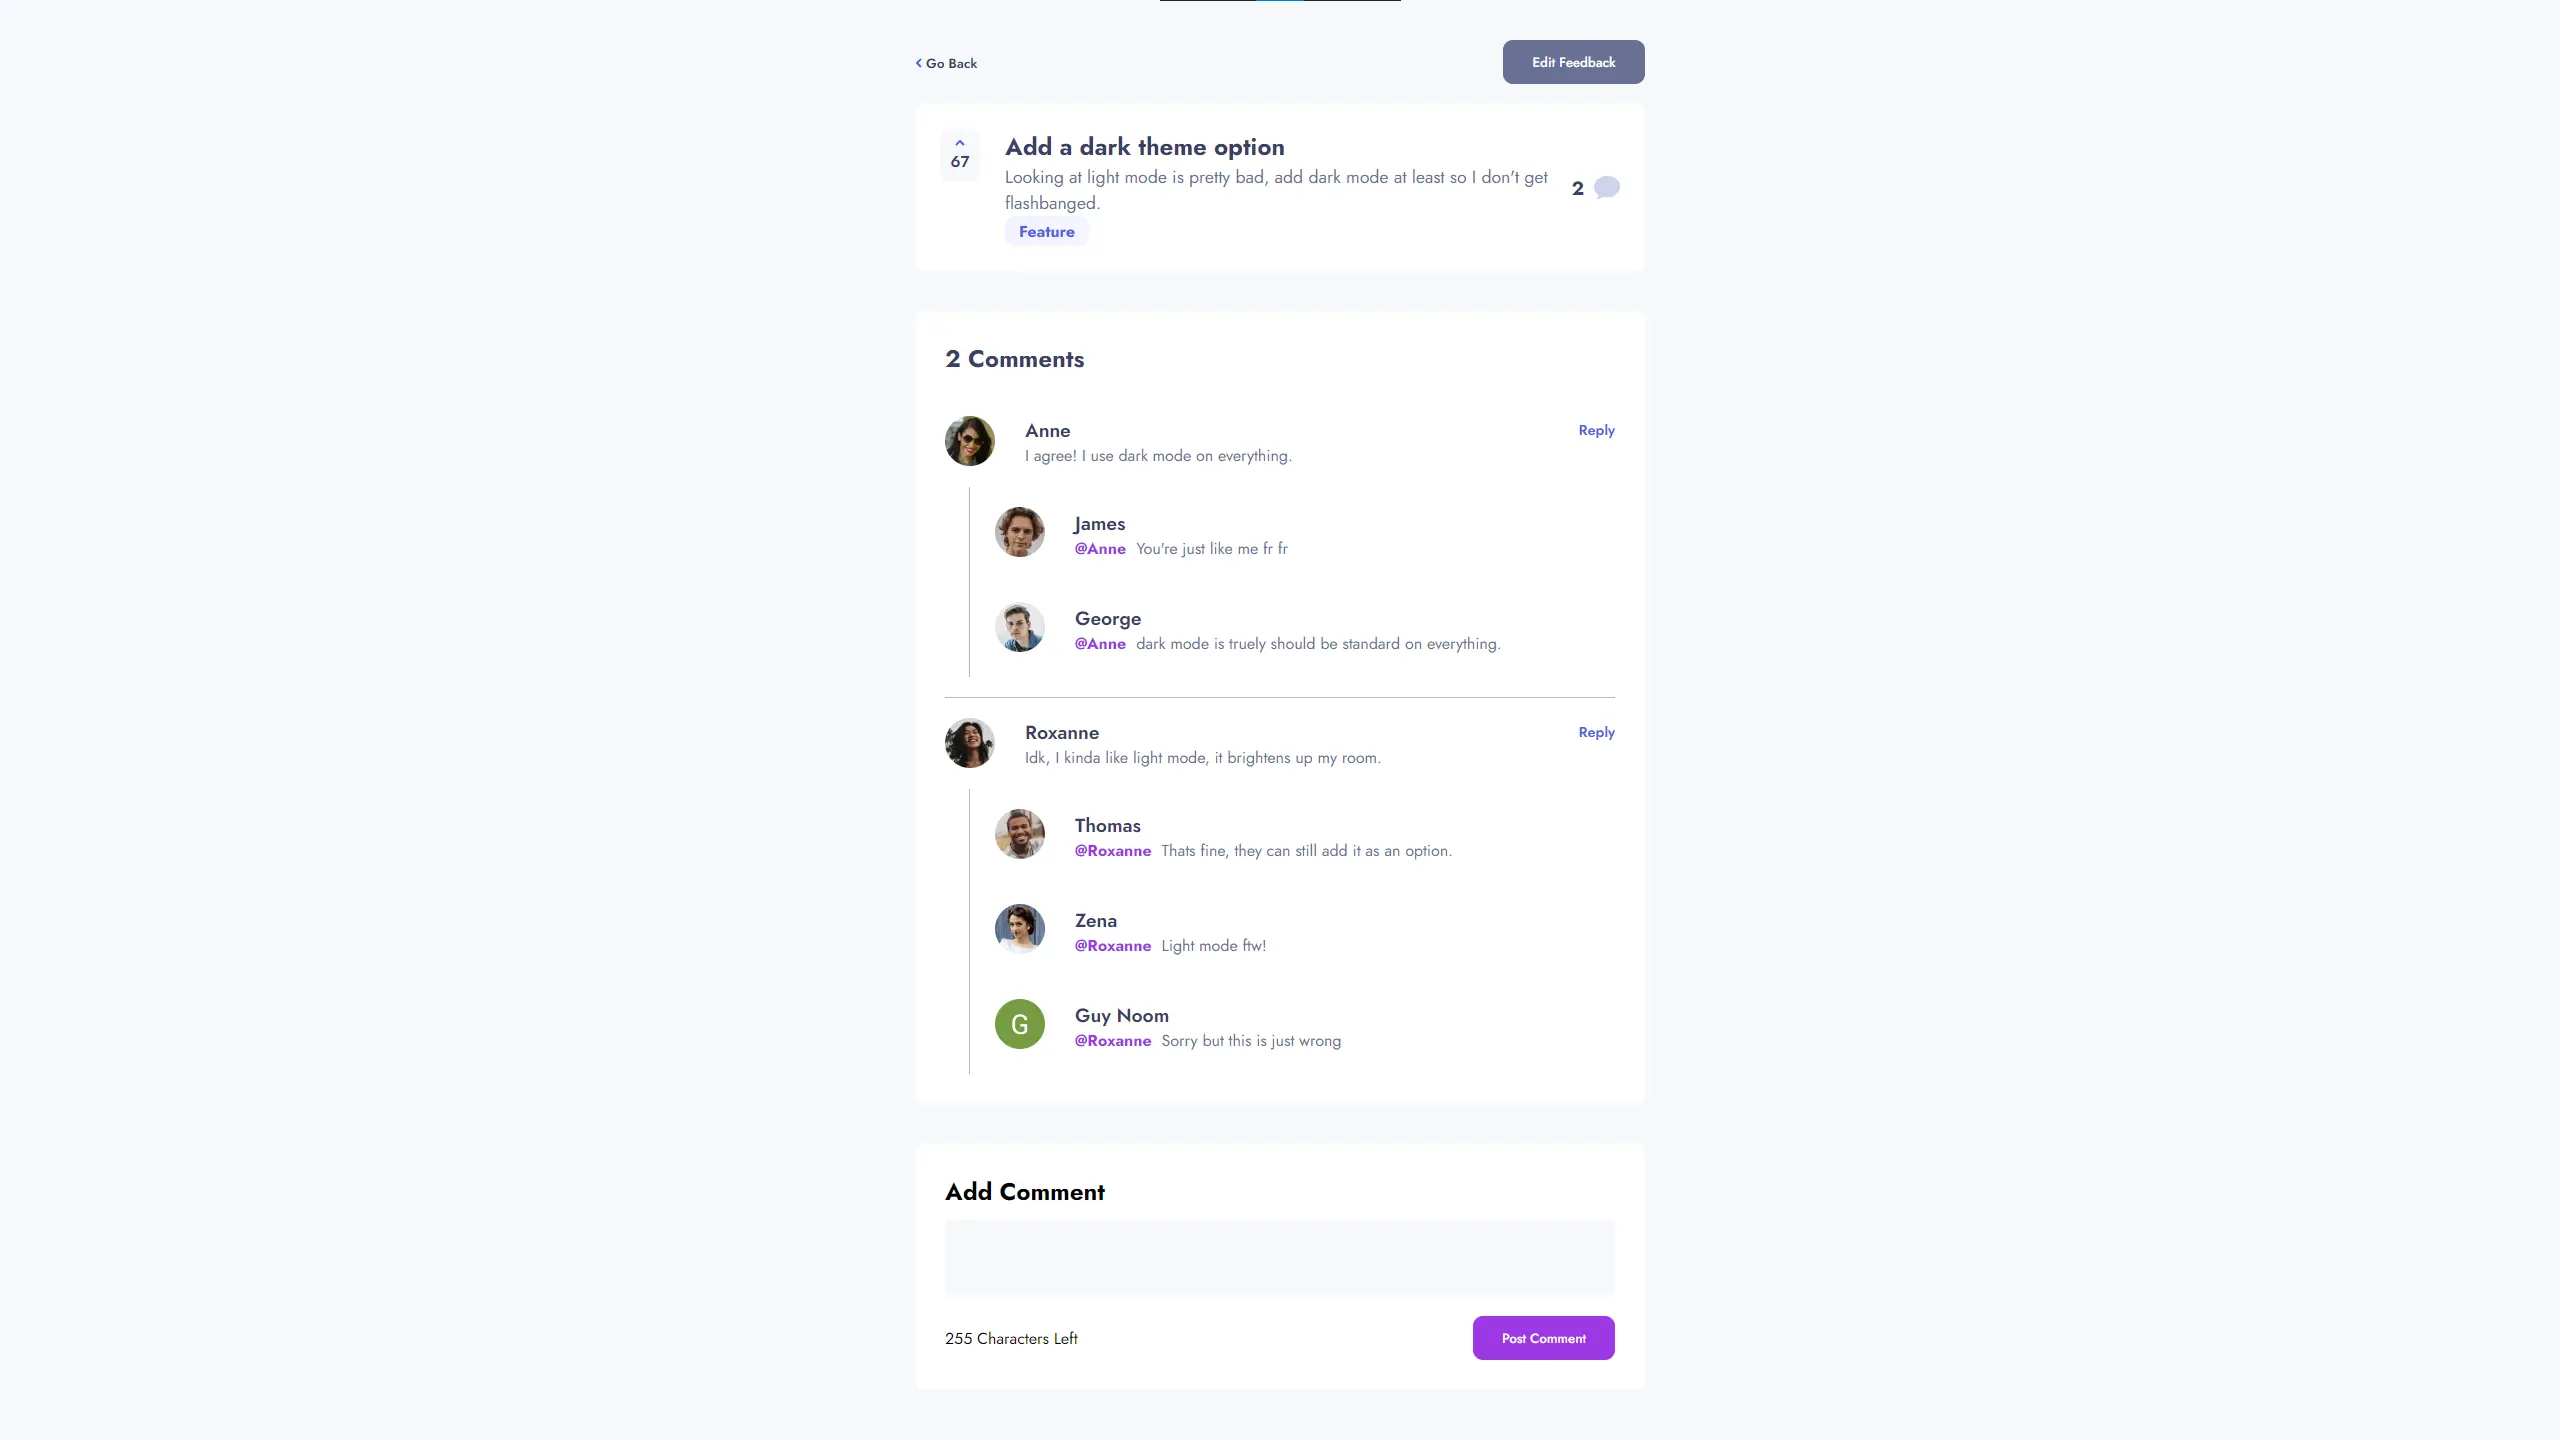 Go Back
Edit Feedback
67
Add a dark theme option
Looking at light mode is pretty bad, add dark mode at least so I don't get
flashbanged.
2
Feature
2 Comments
Anne
Reply
I agree! I use dark mode on everything.
James
@Anne You're just like me fr fr
George
@Anne dark mode is truely should be standard on everything.
Roxanne
Reply
Idk, I kinda like light mode, it brightens up my room.
Thomas
@Roxanne Thats fine, they can still add it as an option.
Zena
@Roxanne Light mode ftw!
G
Guy Noom
@Roxanne Sorry but this is just wrong
Add Comment
255 Characters Left
Post Comment